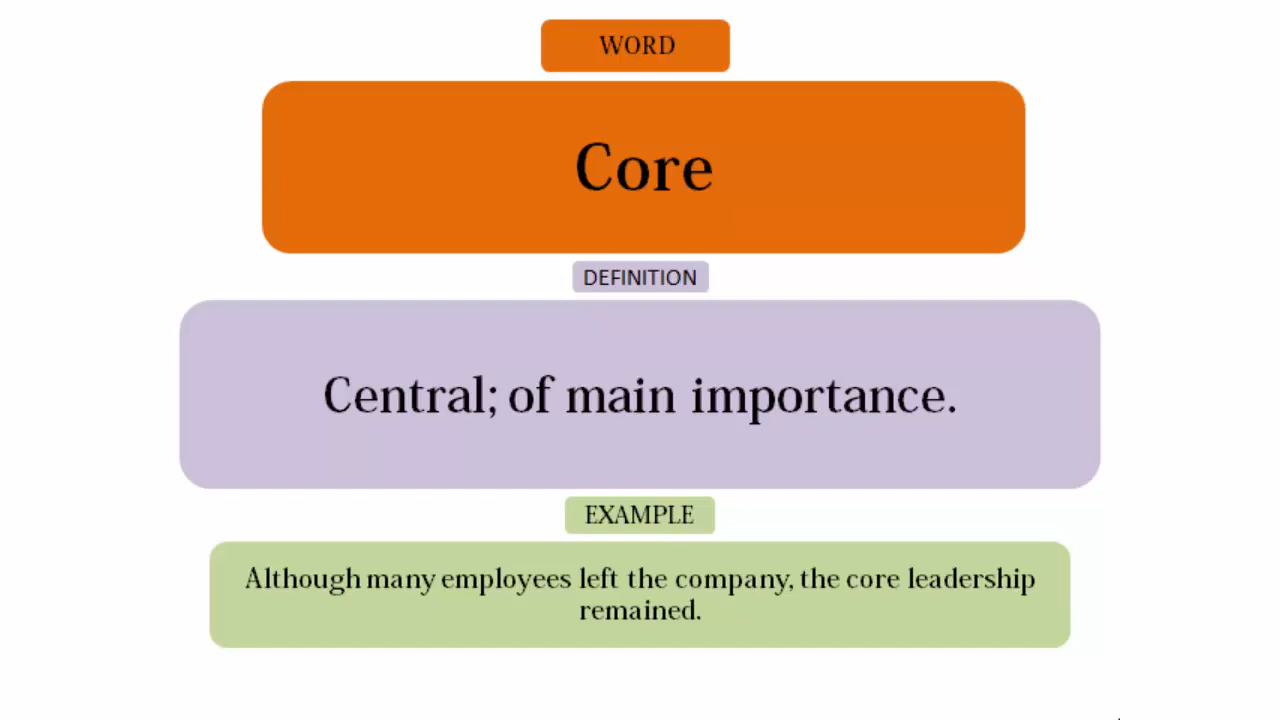 WORD
Core
DEFINITION
Central; of main importance.
EXAMPLE
Although many employees left the company, the core leadership
remained.